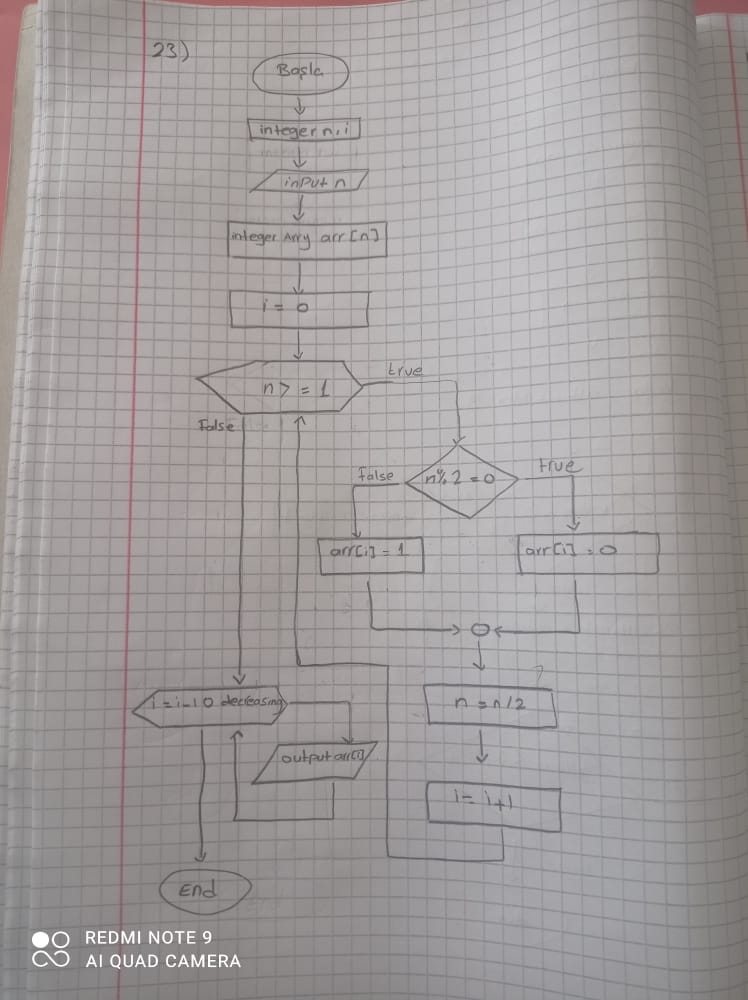 23)
Başla
integer n,i
input n
integer Arry arr [n]
i = 0
n > = 1
true
False
n% 2 = 0
false
true
arr[i] = 1
arr[i] = 0
n = n/2
i = i-1 0 decreasing
output arr[i]
i = i+1
End
REDMI NOTE 9
AI QUAD CAMERA